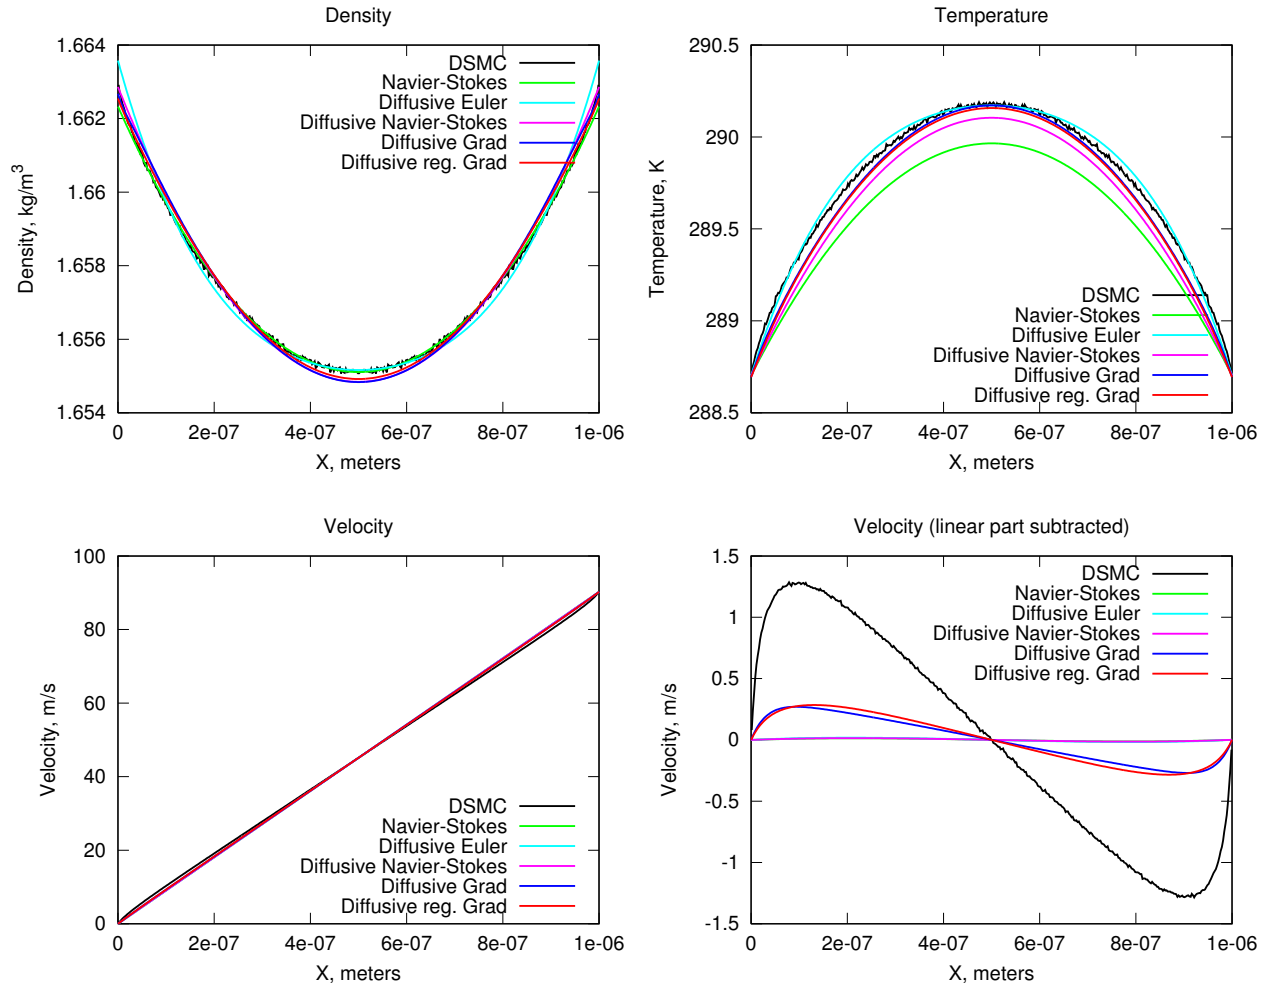 Density
1.664
1.662
1.66
1.658
1.656
1.654
Density, kg/m³
DSMC
Navier-Stokes
Diffusive Euler
Diffusive Navier-Stokes
Diffusive Grad
Diffusive reg. Grad
0 2e-07 4e-07 6e-07 8e-07 1e-06
X, meters
Temperature
290.5
290
289.5
289
288.5
Temperature, K
DSMC
Navier-Stokes
Diffusive Euler
Diffusive Navier-Stokes
Diffusive Grad
Diffusive reg. Grad
0 2e-07 4e-07 6e-07 8e-07 1e-06
X, meters
Velocity
100
80
60
40
20
0
Velocity, m/s
DSMC
Navier-Stokes
Diffusive Euler
Diffusive Navier-Stokes
Diffusive Grad
Diffusive reg. Grad
0 2e-07 4e-07 6e-07 8e-07 1e-06
X, meters
Velocity (linear part subtracted)
1.5
1
0.5
0
-0.5
-1
-1.5
Velocity, m/s
DSMC
Navier-Stokes
Diffusive Euler
Diffusive Navier-Stokes
Diffusive Grad
Diffusive reg. Grad
0 2e-07 4e-07 6e-07 8e-07 1e-06
X, meters